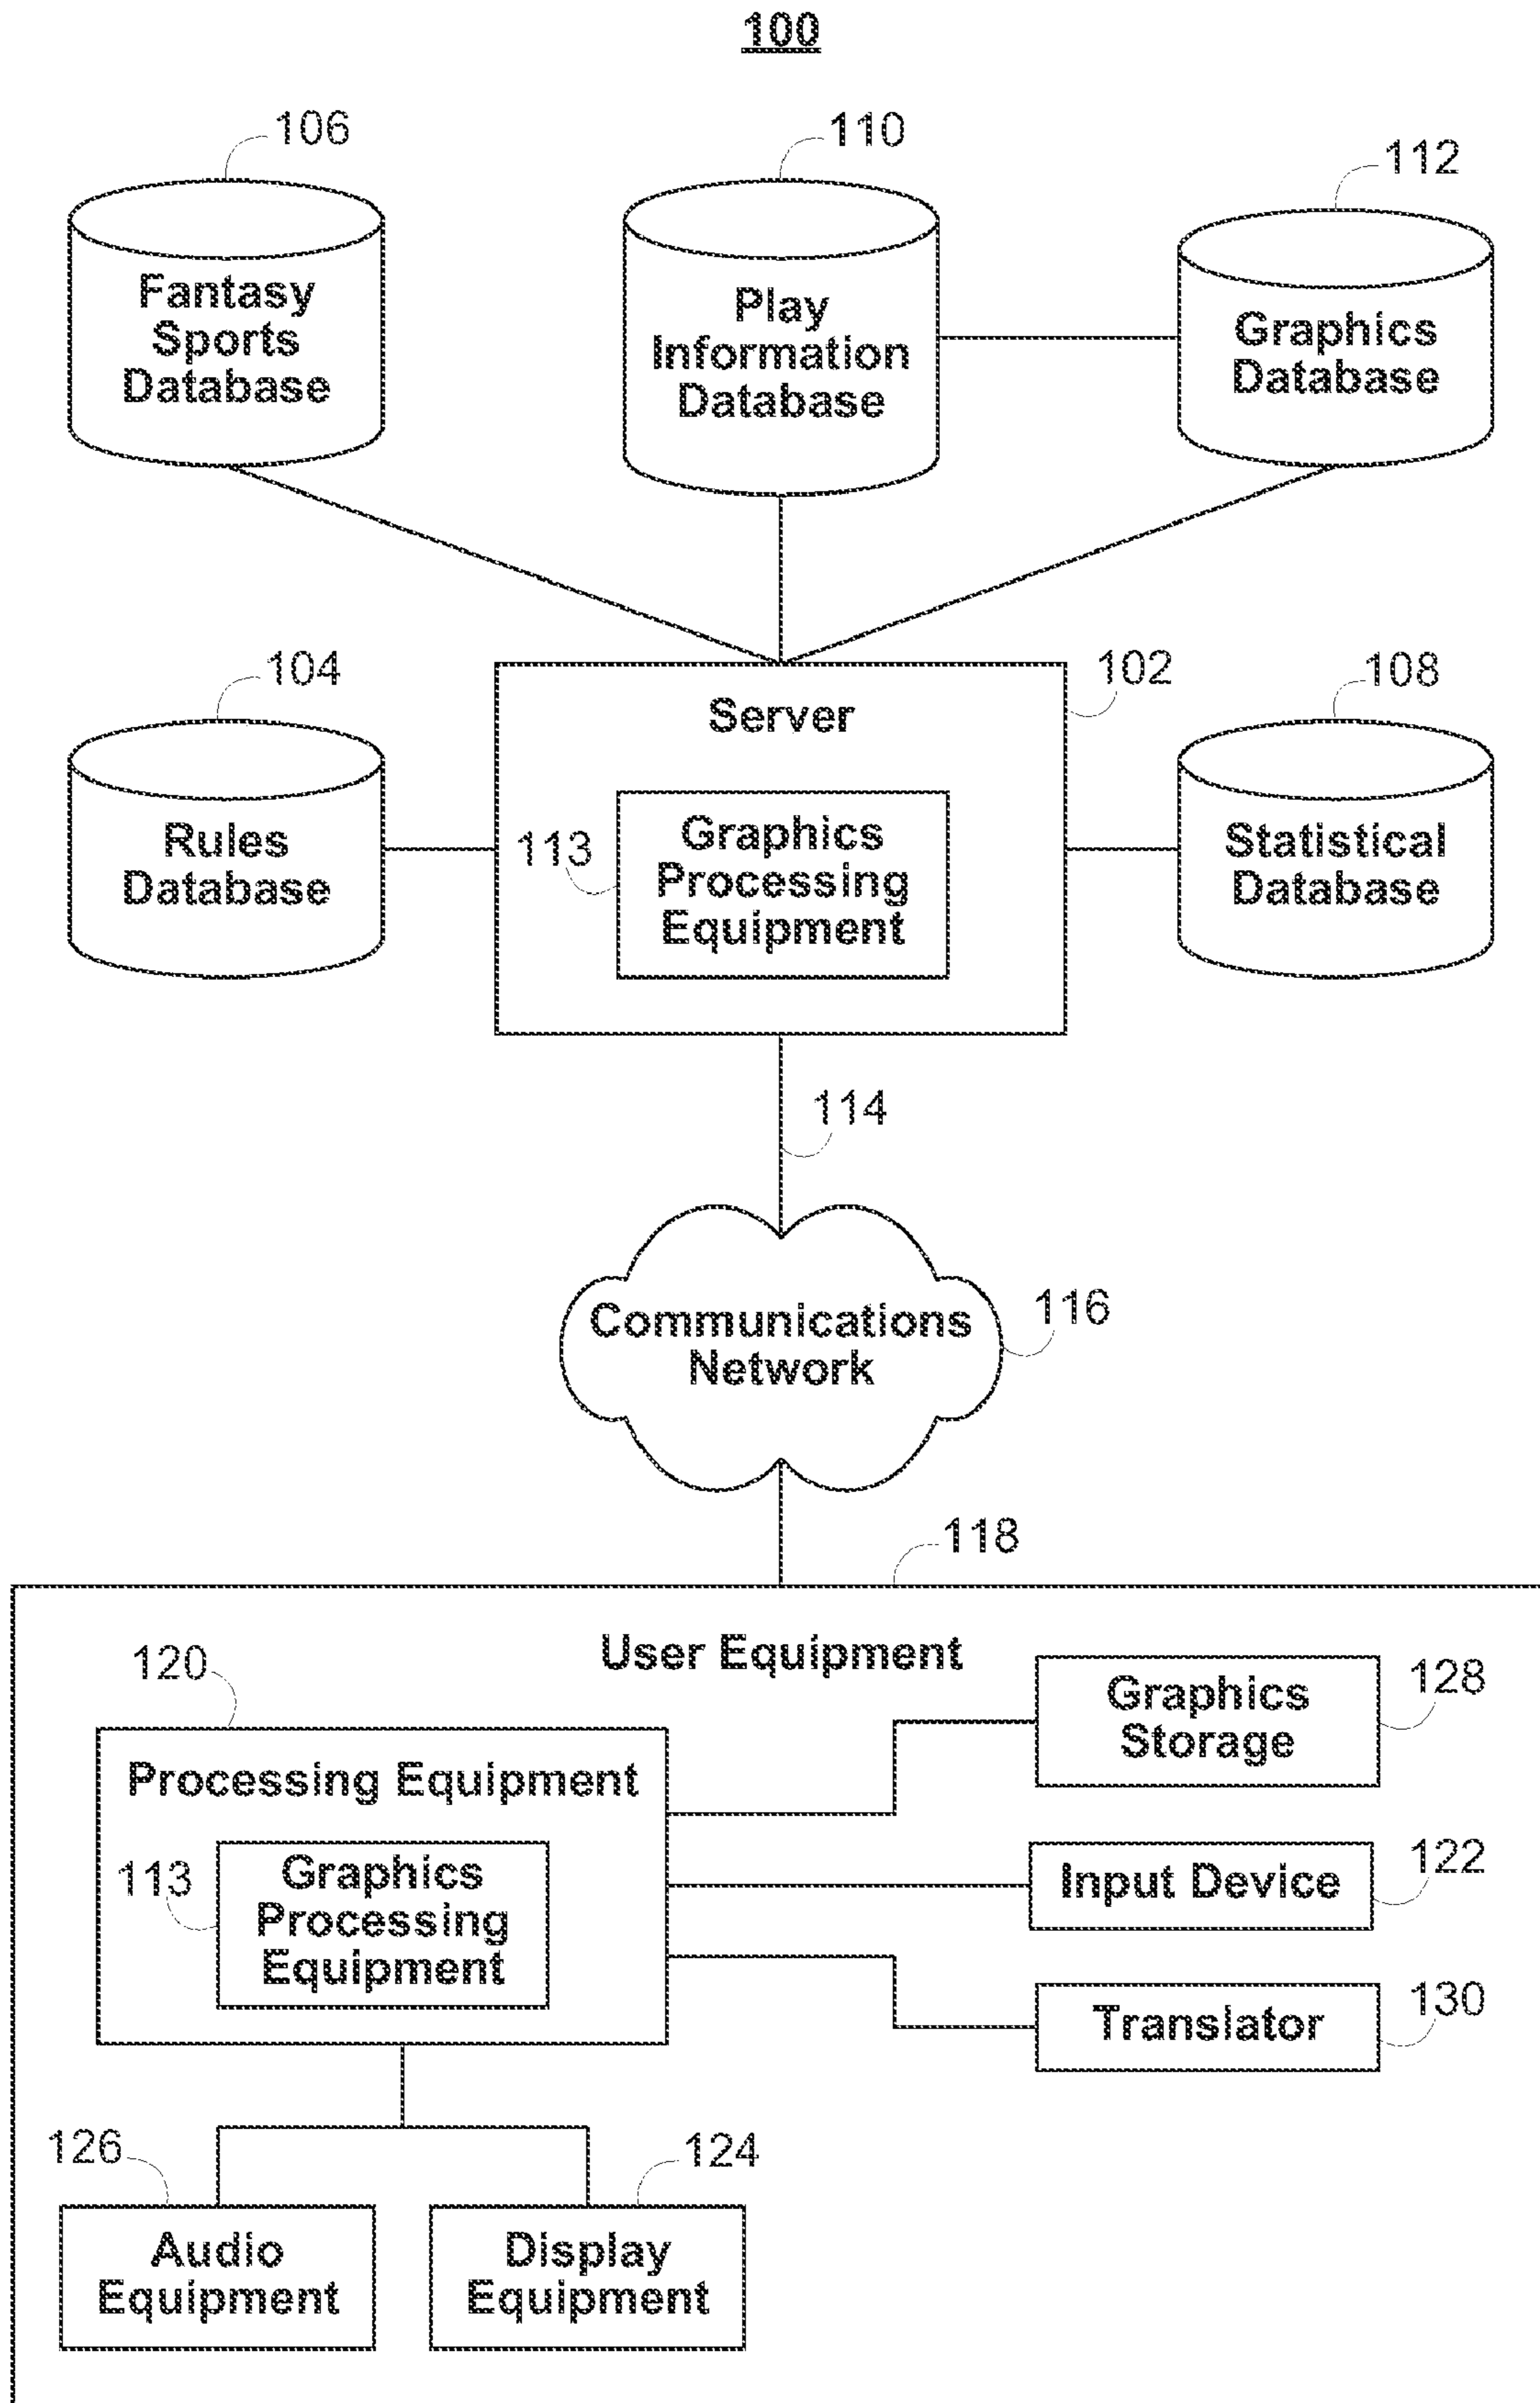 100
106
110
112
Fantasy
Sports
Database
Play
Information
Database
Graphics
Database
104
102
108
Rules
Database
Server
113
Graphics
Processing
Equipment
Statistical
Database
114
Communications
Network
116
118
User Equipment
120
Processing Equipment
113
Graphics
Processing
Equipment
Graphics
Storage
128
Input Device
122
Translator
130
126
124
Audio
Equipment
Display
Equipment